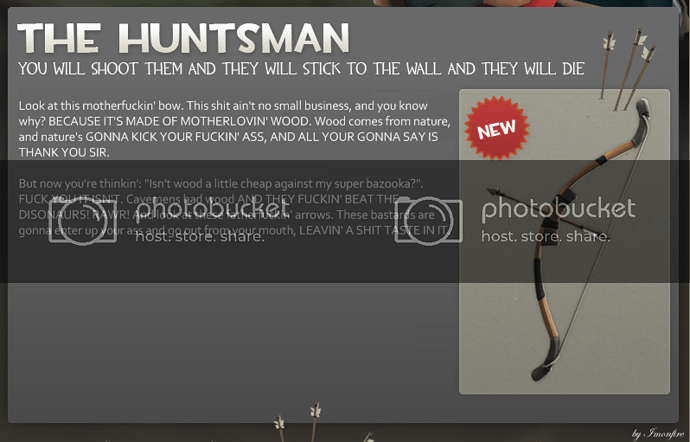 THE HUNTSMAN
YOU WILL SHOOT THEM AND THEY WILL STICK TO THE WALL AND THEY WILL DIE
Look at this motherfuckin' bow. This shit ain't no small business, and you know
why? BECAUSE IT'S MADE OF MOTHERLOVIN' WOOD. Wood comes from nature,
and nature's GONNA KICK YOUR FUCKIN' ASS, AND ALL YOUR GONNA SAY IS
THANK YOU SIR.
NEW
But now you're thinkin': "Isn't wood a little cheap against my super bazooka?".
FUCK YOU IT ISN'T. Cavemens had wood AND THEY FUCKIN' BEAT THE
DISONAURS! RAWR! And look at these fatherfuckin' arrows. These bastards are
gonna enter up your ass and go out from your mouth, LEAVIN' A SHIT TASTE IN IT.
photobucket
host. store. share.
photobucket
host. store. share.
by Imonfire